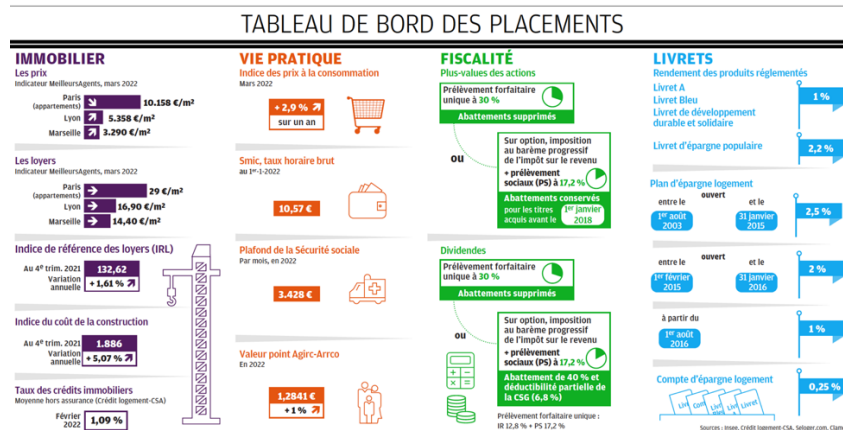 TABLEAU DE BORD DES PLACEMENTS
IMMOBILIER
Les prix
Indicateur MeilleursAgents, mars 2022
Paris
(appartements)
10.158 €/m²
Lyon
5.358 €/m²
Marseille
3.290 €/m²
Les loyers
Indicateur MeilleursAgents, mars 2022
Paris
(appartements)
29 €/m²
Lyon
16,90 €/m²
Marseille
14,40 €/m²
Indice de référence des loyers (IRL)
Au 4e trim. 2021
132,62
Variation
annuelle
+ 1,61 %
Indice du coût de la construction
Au 4e trim. 2021
1.886
Variation
annuelle
+ 5,07 %
Taux des crédits immobiliers
Moyenne hors assurance (Crédit logement-CSA)
Février
2022
1,09 %
VIE PRATIQUE
Indice des prix à la consommation
Mars 2022
+ 2,9 %
sur un an
Smic, taux horaire brut
au 1er-1-2022
10,57 €
Plafond de la Sécurité sociale
Par mois, en 2022
3.428 €
Valeur point Agirc-Arrco
En 2022
1,2841 €
+ 1 %
FISCALITÉ
Plus-values des actions
Prélèvement forfaitaire
unique à 30 %
Abattements supprimés
ou
Sur option, imposition
au barème progressif
de l'impôt sur le revenu
+ prélèvement
sociaux (PS) à 17,2 %
Abattements conservés
pour les titres
acquis avant le
1er janvier
2018
Dividendes
Prélèvement forfaitaire
unique à 30 %
Abattements supprimés
ou
Sur option, imposition
au barème progressif
de l'impôt sur le revenu
+ prélèvement
sociaux (PS) à 17,2 %
Abattement de 40 % et
déductibilité partielle de
la CSG (6,8 %)
Prélèvement forfaitaire unique :
IR 12,8 % + PS 17,2 %
LIVRETS
Rendement des produits réglementés
Livret A
Livret Bleu
Livret de développement
durable et solidaire
1 %
Livret d'épargne populaire
2,2 %
Plan d'épargne logement
ouvert
entre le
et le
1er août
2003
31 janvier
2015
2,5 %
ouvert
entre le
et le
1er février
2015
31 janvier
2016
2 %
à partir du
1er août
2016
1 %
Compte d'épargne logement
0,25 %
Livret
Sources : Insee, Crédit logement-CSA, Seloger.com, Clam